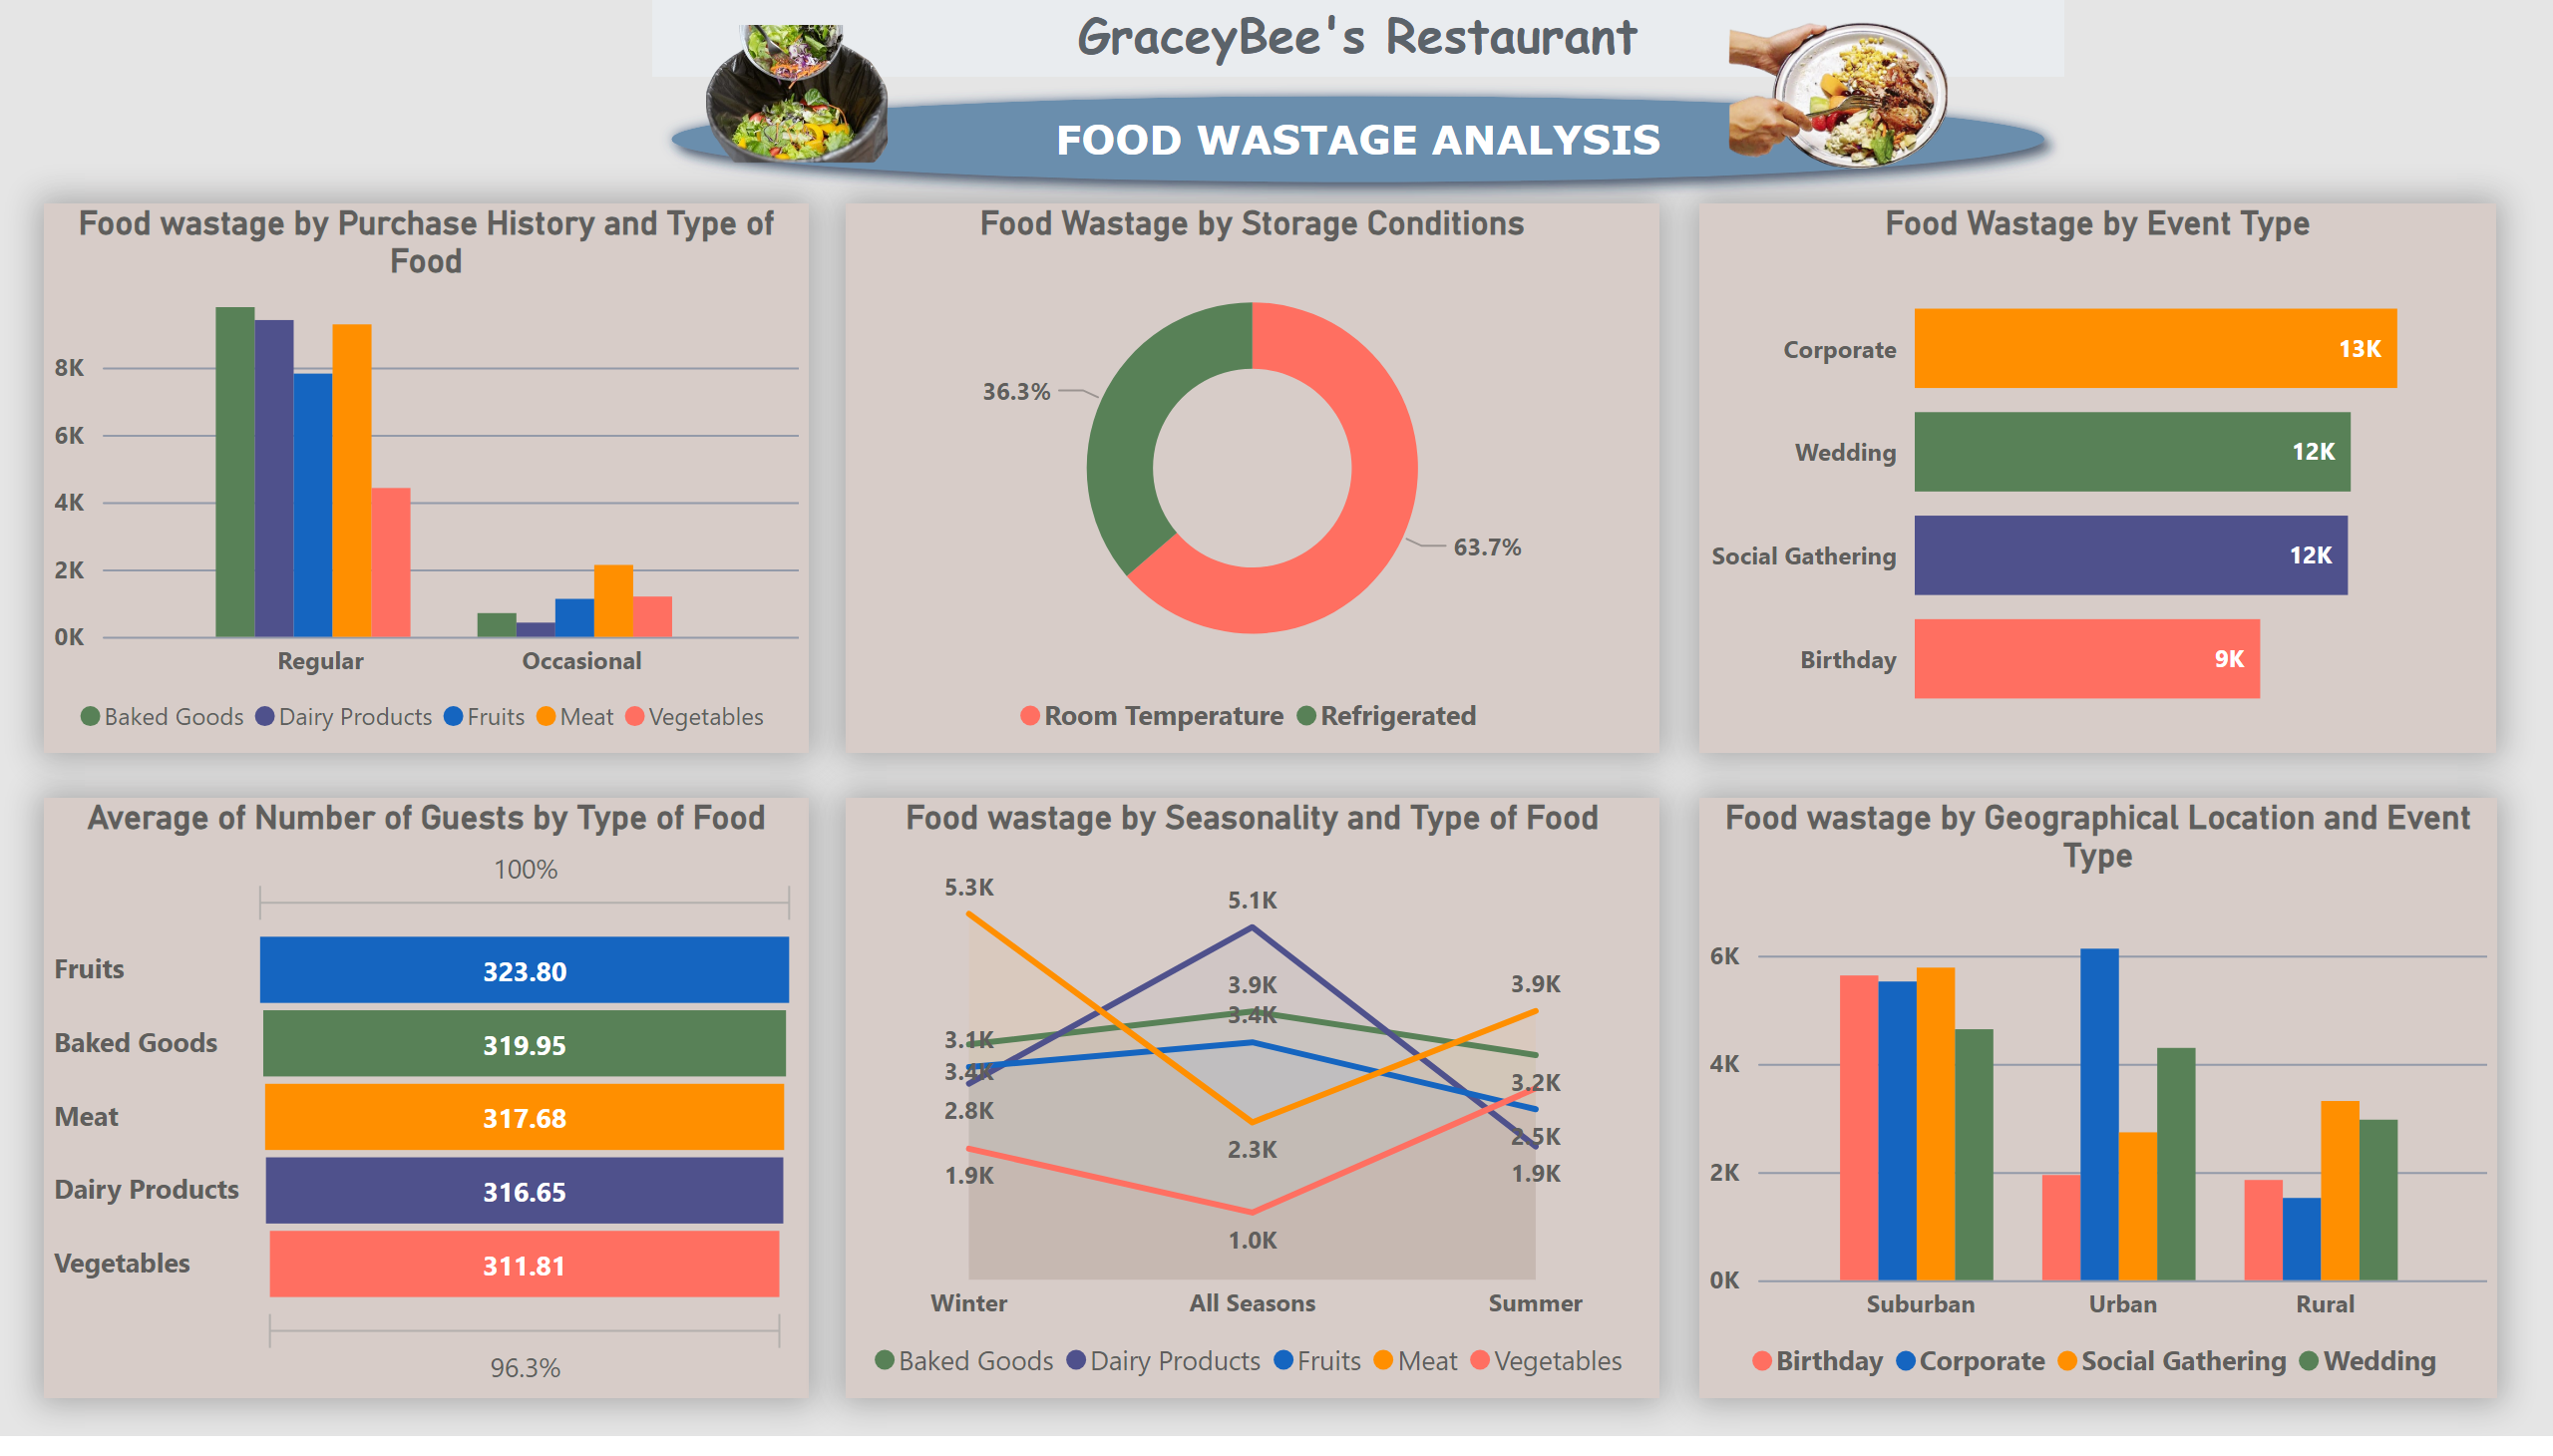 GraceyBee's Restaurant
FOOD WASTAGE ANALYSIS
Food wastage by Purchase History and Type of
Food
8K
6K
4K
2K
0K
Regular
Occasional
Baked Goods Dairy Products Fruits Meat Vegetables
Food Wastage by Storage Conditions
36.3%
63.7%
Room Temperature Refrigerated
Food Wastage by Event Type
Corporate 13K
Wedding 12K
Social Gathering 12K
Birthday 9K
Average of Number of Guests by Type of Food
100%
Fruits 323.80
Baked Goods 319.95
Meat 317.68
Dairy Products 316.65
Vegetables 311.81
96.3%
Food wastage by Seasonality and Type of Food
5.3K
5.1K
3.9K
3.9K
3.4K
3.1K
3.4K
3.2K
2.8K
2.5K
2.3K
1.9K
1.9K
1.0K
Winter All Seasons Summer
Baked Goods Dairy Products Fruits Meat Vegetables
Food wastage by Geographical Location and Event
Type
6K
4K
2K
0K
Suburban Urban Rural
Birthday Corporate Social Gathering Wedding